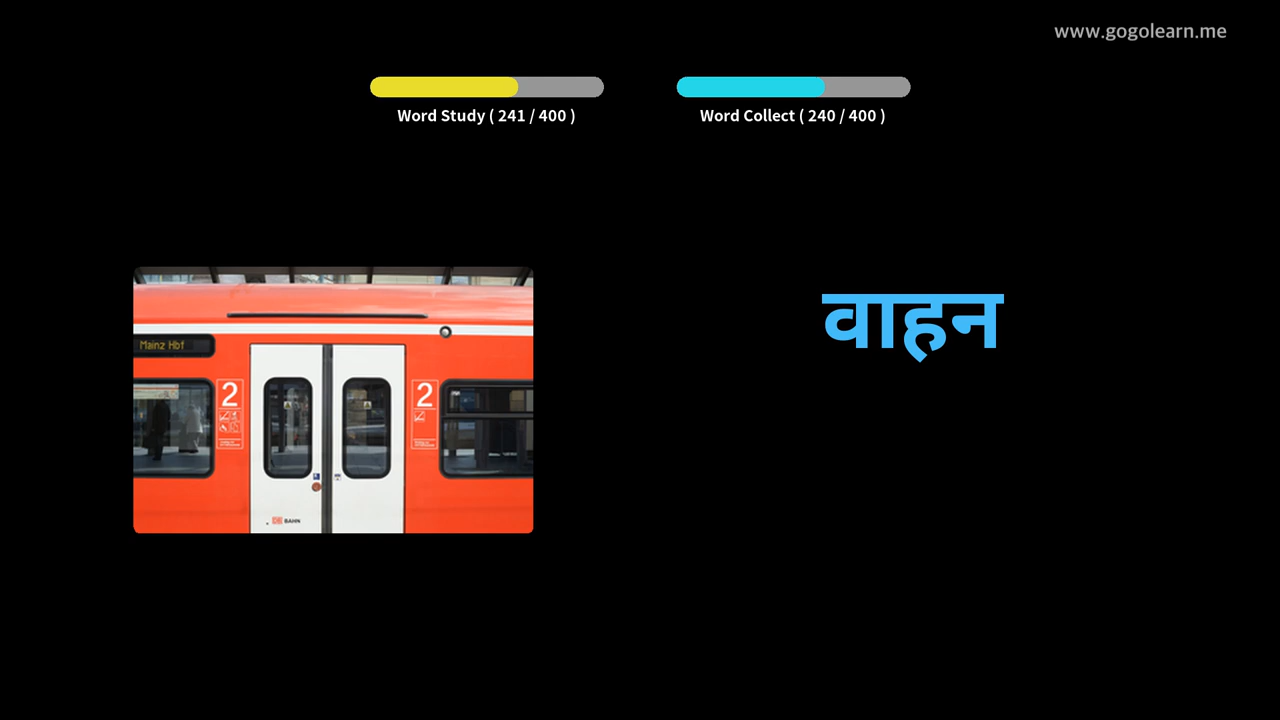 www.gogolearn.me
Word Study ( 241 / 400 )
Word Collect ( 240 / 400 )
वाहन
Mainz Hbf
2
2
DB BAHN